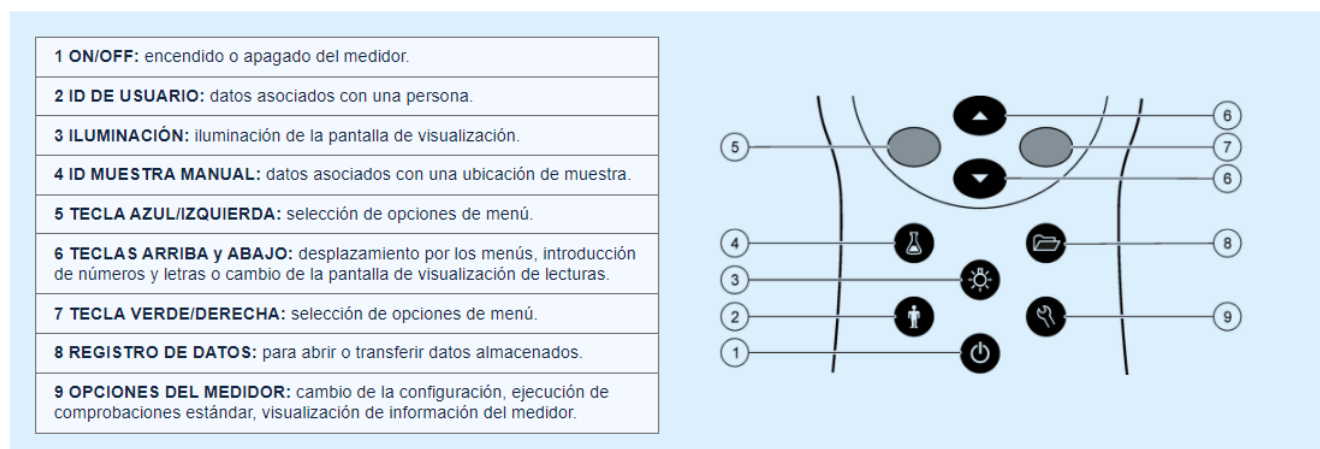 1 ON/OFF: encendido o apagado del medidor.
2 ID DE USUARIO: datos asociados con una persona.
3 ILUMINACIÓN: iluminación de la pantalla de visualización.
4 ID MUESTRA MANUAL: datos asociados con una ubicación de muestra.
5 TECLA AZUL/IZQUIERDA: selección de opciones de menú.
6 TECLAS ARRIBA y ABAJO: desplazamiento por los menús, introducción
de números y letras o cambio de la pantalla de visualización de lecturas.
7 TECLA VERDE/DERECHA: selección de opciones de menú.
8 REGISTRO DE DATOS: para abrir o transferir datos almacenados.
9 OPCIONES DEL MEDIDOR: cambio de la configuración, ejecución de
comprobaciones estándar, visualización de información del medidor.
6
5
7
6
4
8
3
2
9
1